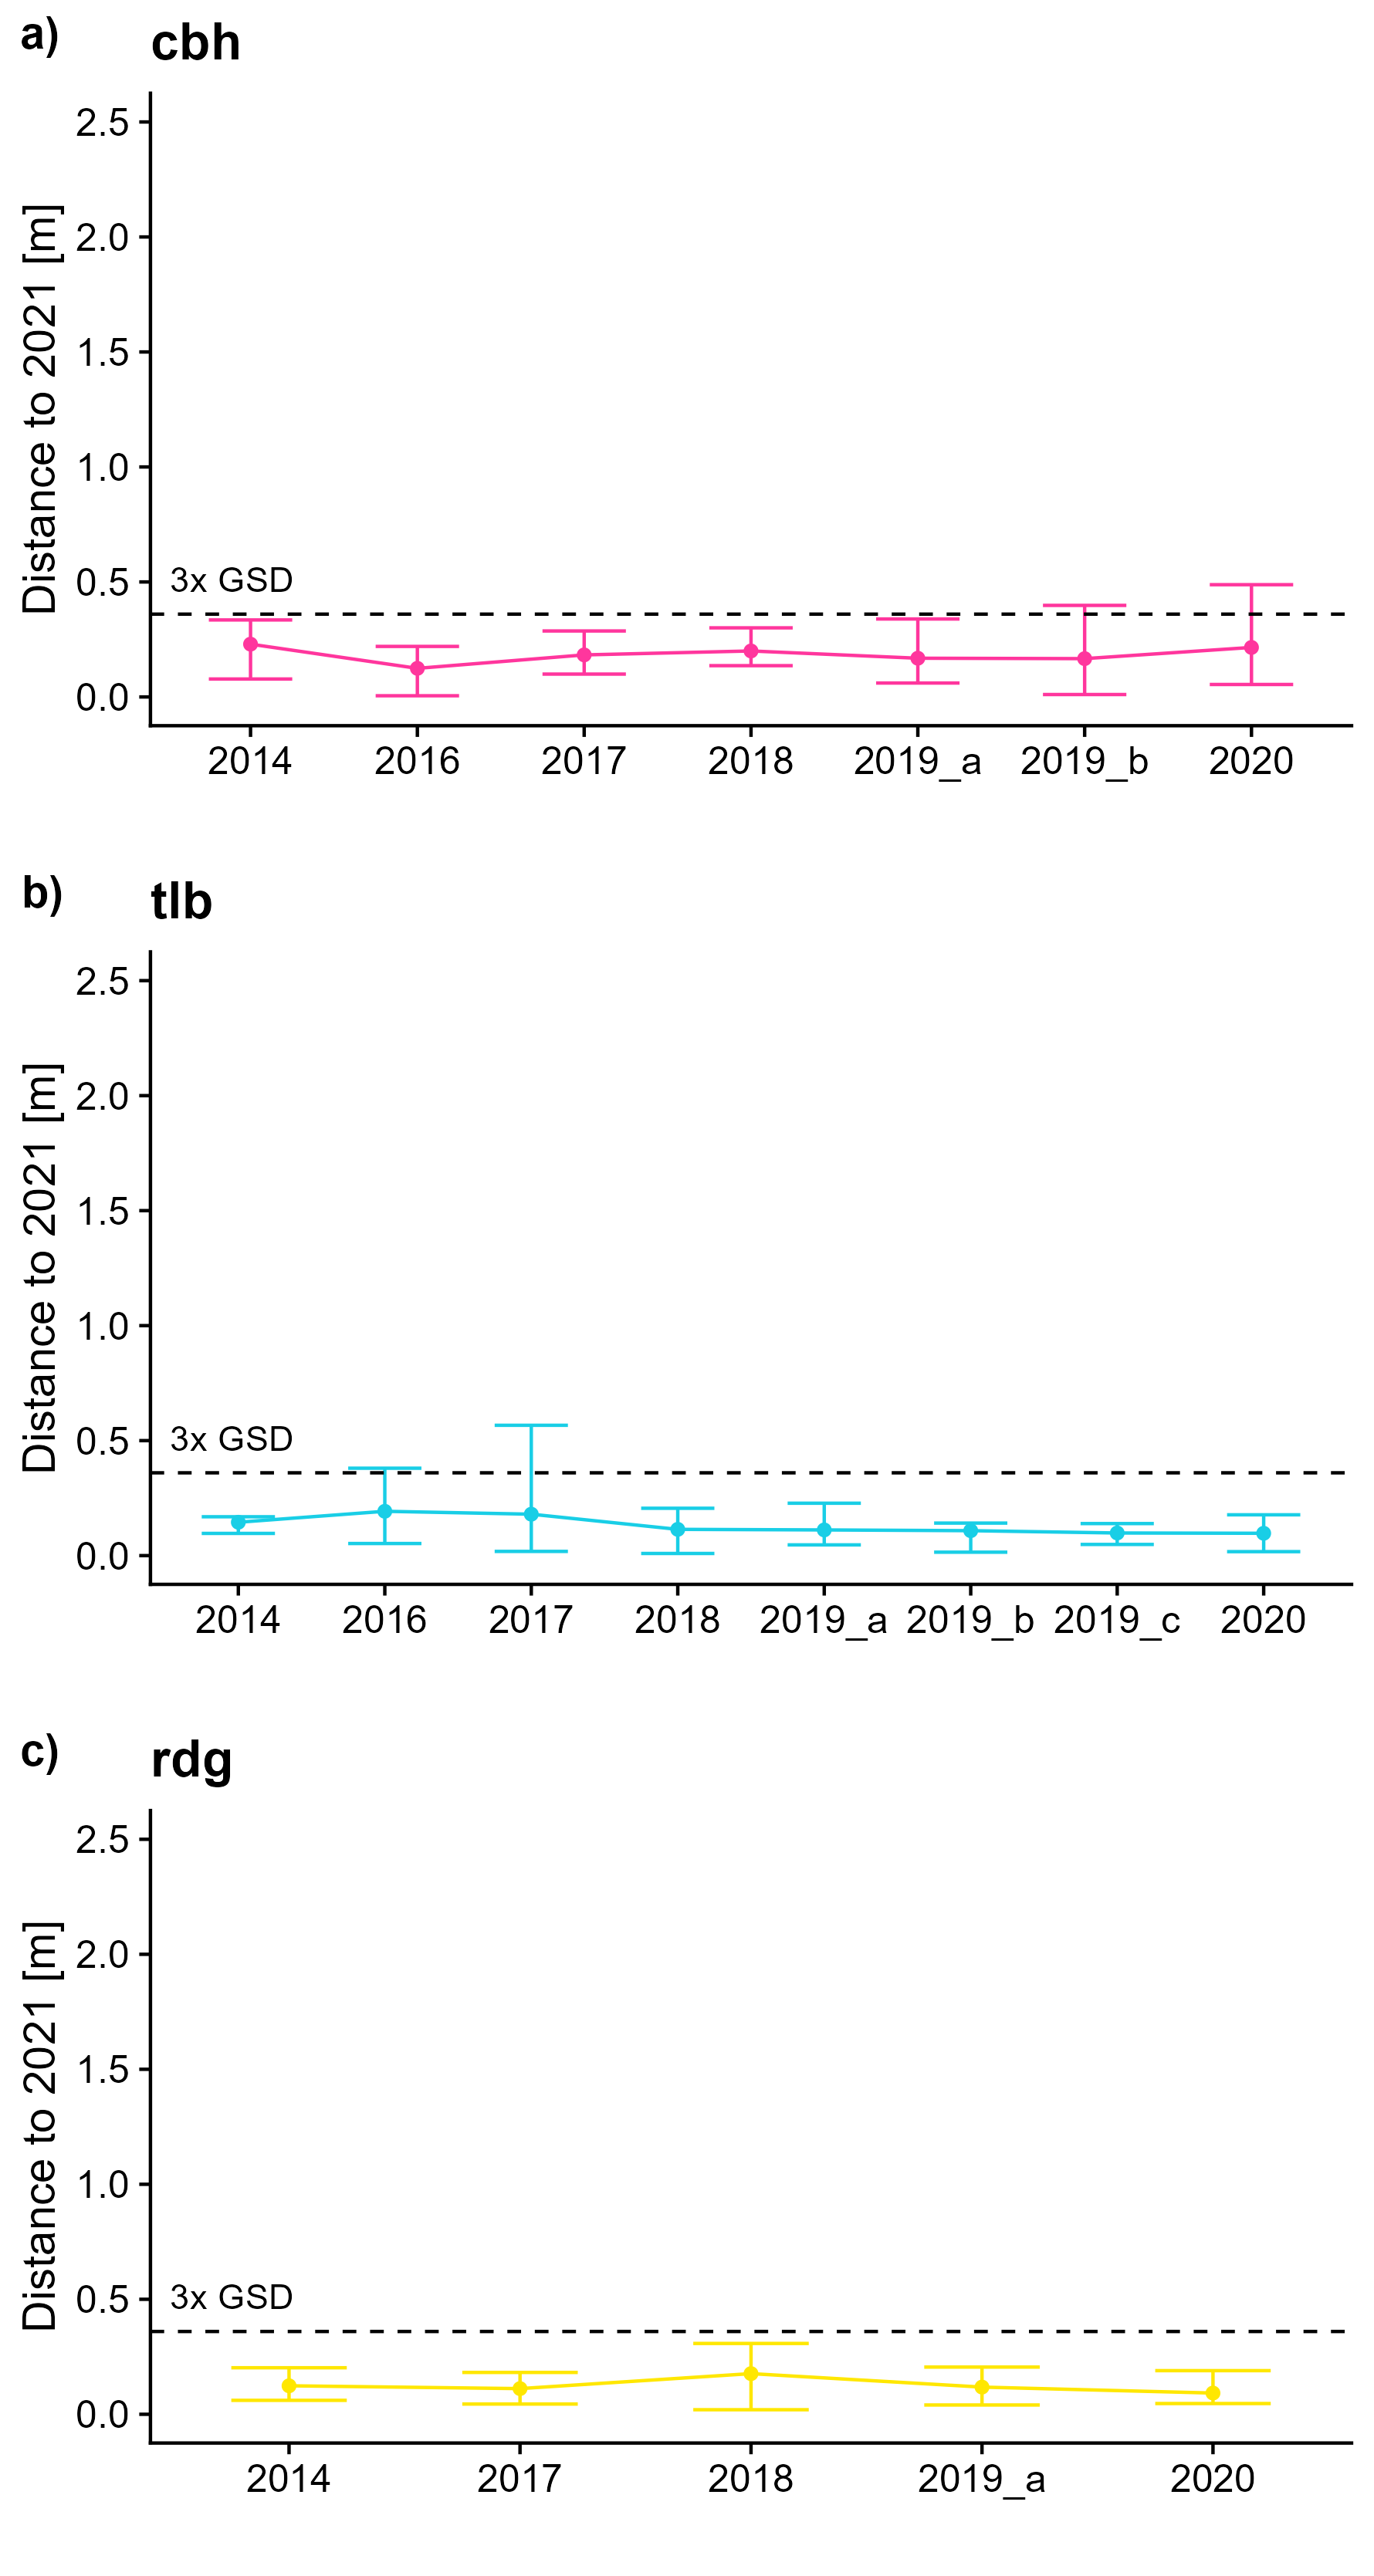 a) cbh
2.5
2.0
1.5
1.0
0.5
0.0
Distance to 2021 [m]
3x GSD
2014 2016 2017 2018 2019_a 2019_b 2020
b) tlb
2.5
2.0
1.5
1.0
0.5
0.0
Distance to 2021 [m]
3x GSD
2014 2016 2017 2018 2019_a 2019_b 2019_c 2020
c) rdg
2.5
2.0
1.5
1.0
0.5
0.0
Distance to 2021 [m]
3x GSD
2014 2017 2018 2019_a 2020